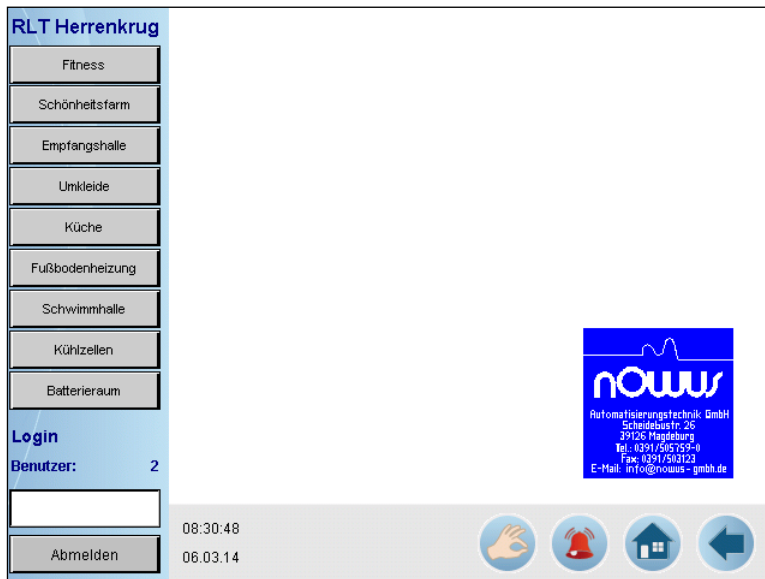 RLT Herrenkrug
Fitness
Schönheitsfarm
Empfangshalle
Umkleide
Küche
Fußbodenheizung
Schwimmhalle
Kühlzellen
Batterieraum
Login
Benutzer: 2
Abmelden
08:30:48
06.03.14
nowus
Automatisierungstechnik GmbH
Scheidebustr. 26
39126 Magdeburg
Tel.: 0391/505759-0
Fax: 0391/503123
E-Mail: info@nowus-gmbh.de